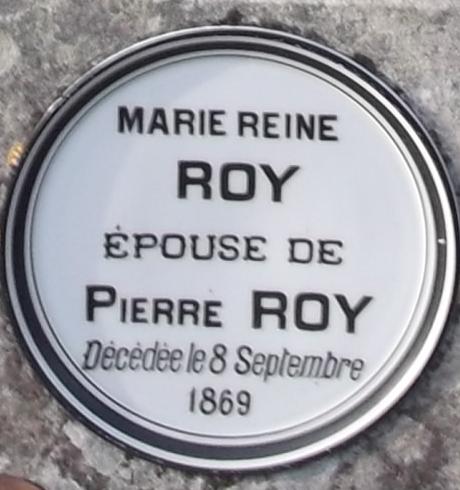 MARIE REINE
ROY
ÉPOUSE DE
PIERRE ROY
Décédée le 8 Septembre
1869